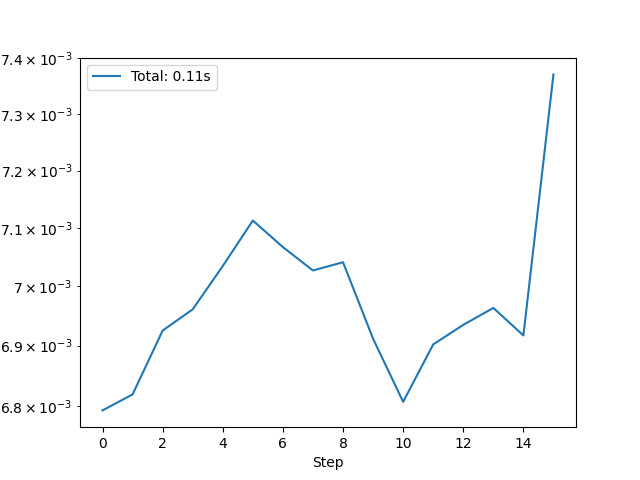 7.4 × 10⁻³
Total: 0.11s
7.3 × 10⁻³
7.2 × 10⁻³
7.1 × 10⁻³
7 × 10⁻³
6.9 × 10⁻³
6.8 × 10⁻³
0 2 4 6 8 10 12 14
Step